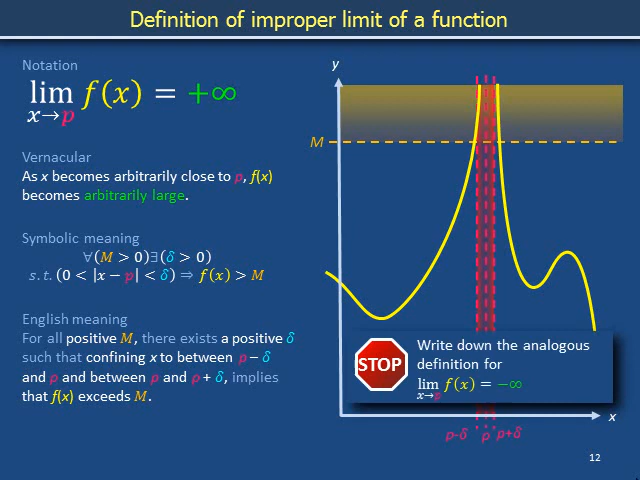 Definition of improper limit of a function
Notation
lim f(x) = +∞
x→p
Vernacular
As x becomes arbitrarily close to p, f(x)
becomes arbitrarily large.
Symbolic meaning
∀(M > 0)∃(δ > 0)
s.t. (0 < |x − p| < δ) ⇒ f(x) > M
English meaning
For all positive M, there exists a positive δ
such that confining x to between p − δ
and p and between p and p + δ, implies
that f(x) exceeds M.
y
M
STOP
Write down the analogous
definition for
lim f(x) = −∞
x→p
x
p-δ p p+δ
12